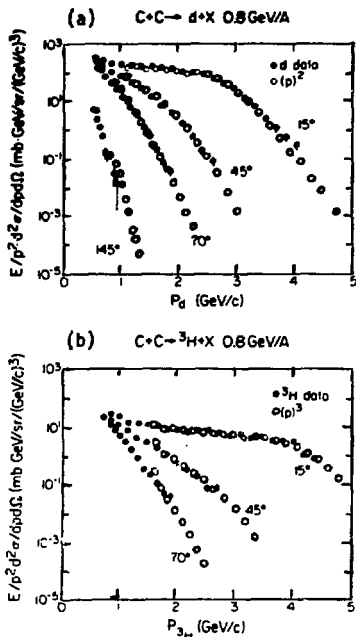 (a) C+C→ d+X 0.8GeV/A
E/p²·d²σ/dpdΩ (mb·GeV/sr/(GeV/c)³)
10³
10¹
10⁻¹
10⁻³
10⁻⁵
● d data
○ (p)²
15°
45°
70°
145°
0 1 2 3 4 5
P_d (GeV/c)
(b) C+C→ ³H+X 0.8GeV/A
E/p²·d²σ/dpdΩ (mb·GeV/sr/(GeV/c)³)
10³
10¹
10⁻¹
10⁻³
10⁻⁵
● ³H data
○ (p)³
15°
45°
70°
0 1 2 3 4 5
P_³H (GeV/c)